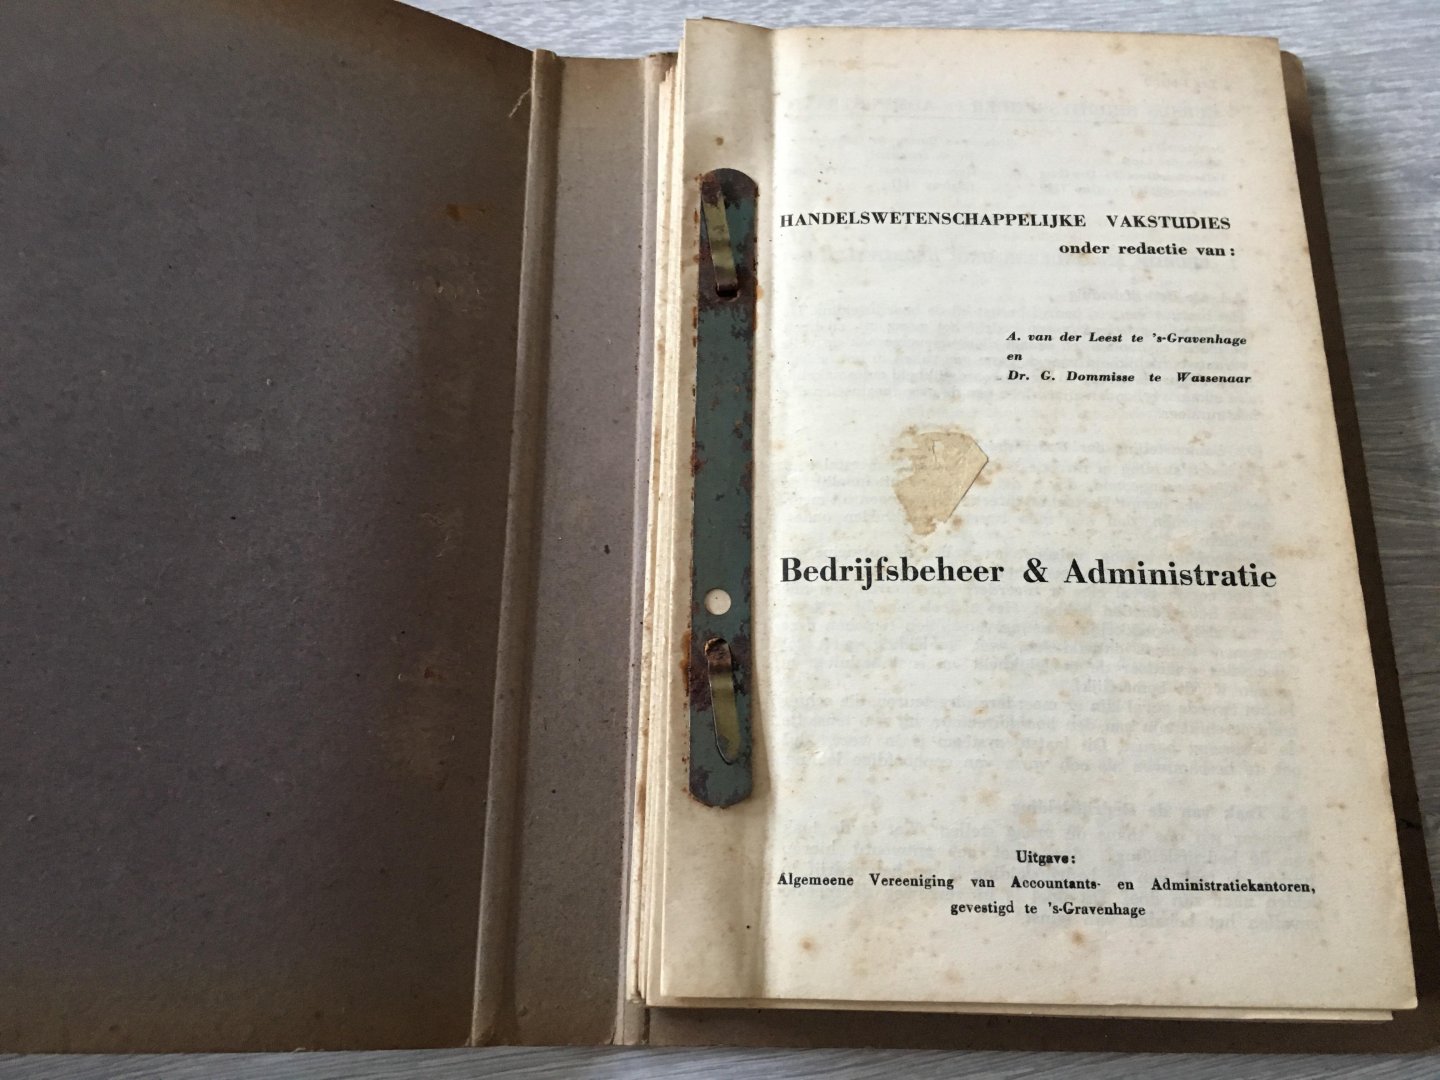 HANDELSWETENSCHAPPELIJKE VAKSTUDIES
onder redactie van:
A. van der Leest te 's-Gravenhage
en
Dr. G. Dommisse te Wassenaar
Bedrijfsbeheer & Administratie
Uitgave:
Algemeene Vereeniging van Accountants- en Administratiekantoren,
gevestigd te 's-Gravenhage